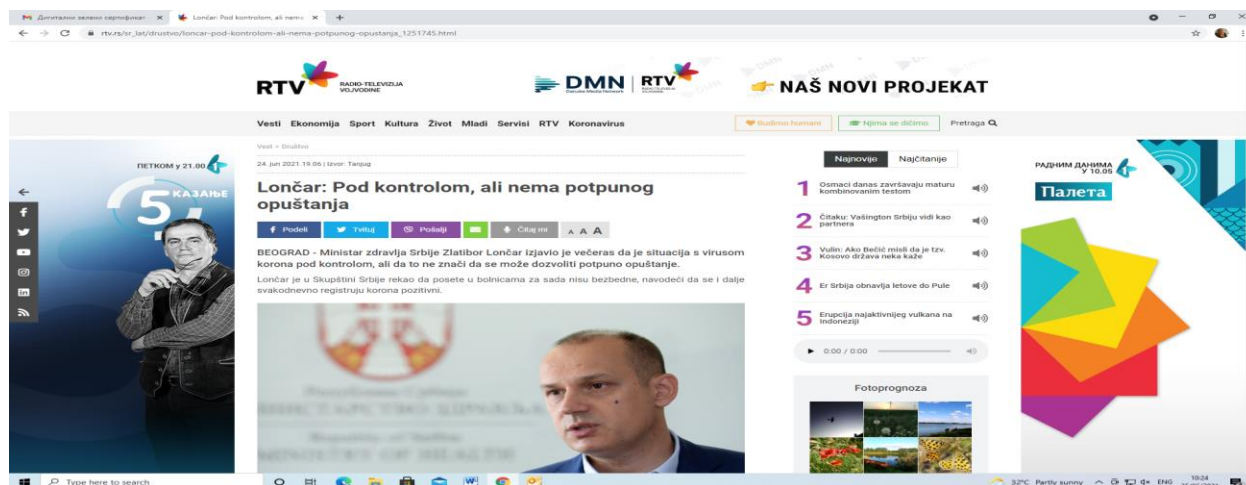 Дигитални зелени сертификат
Lončar: Pod kontrolom, ali nema
rtv.rs/sr_lat/drustvo/loncar-pod-kontrolom-ali-nema-potpunog-opustanja_1251745.html
RTV
RADIO-TELEVIZIJA
VOJVODINE
DMN
Danube Media Network
RTV
NAŠ NOVI PROJEKAT
Vesti Ekonomija Sport Kultura Život Mladi Servisi RTV Koronavirus
Budimo humani
Njima se dičimo
Pretraga
Vesti > Društvo
24. jun 2021 19:06 | Izvor: Tanjug
Lončar: Pod kontrolom, ali nema potpunog
opuštanja
Podeli
Tvituj
Pošalji
Čitaj mi
A A A
BEOGRAD - Ministar zdravlja Srbije Zlatibor Lončar izjavio je večeras da je situacija s virusom
korona pod kontrolom, ali da to ne znači da se može dozvoliti potpuno opuštanje.
Lončar je u Skupštini Srbije rekao da posete u bolnicama za sada nisu bezbedne, navodeći da se i dalje
svakodnevno registruju korona pozitivni.
Najnovije
Najčitanije
1
Osmaci danas završavaju maturu
kombinovanim testom
2
Čitaku: Vašington Srbiju vidi kao
partnera
3
Vulin: Ako Bečić misli da je tzv.
Kosovo država neka kaže
4
Er Srbija obnavlja letove do Pule
5
Erupcija najaktivnijeg vulkana na
Indoneziji
0:00 / 0:00
Fotoprognoza
ПЕТКОМ у 21.00
5
КАЗАЊЕ
РАДНИМ ДАНИМА
У 10.05
Палета
Type here to search
32°C Partly sunny
ENG
10:24